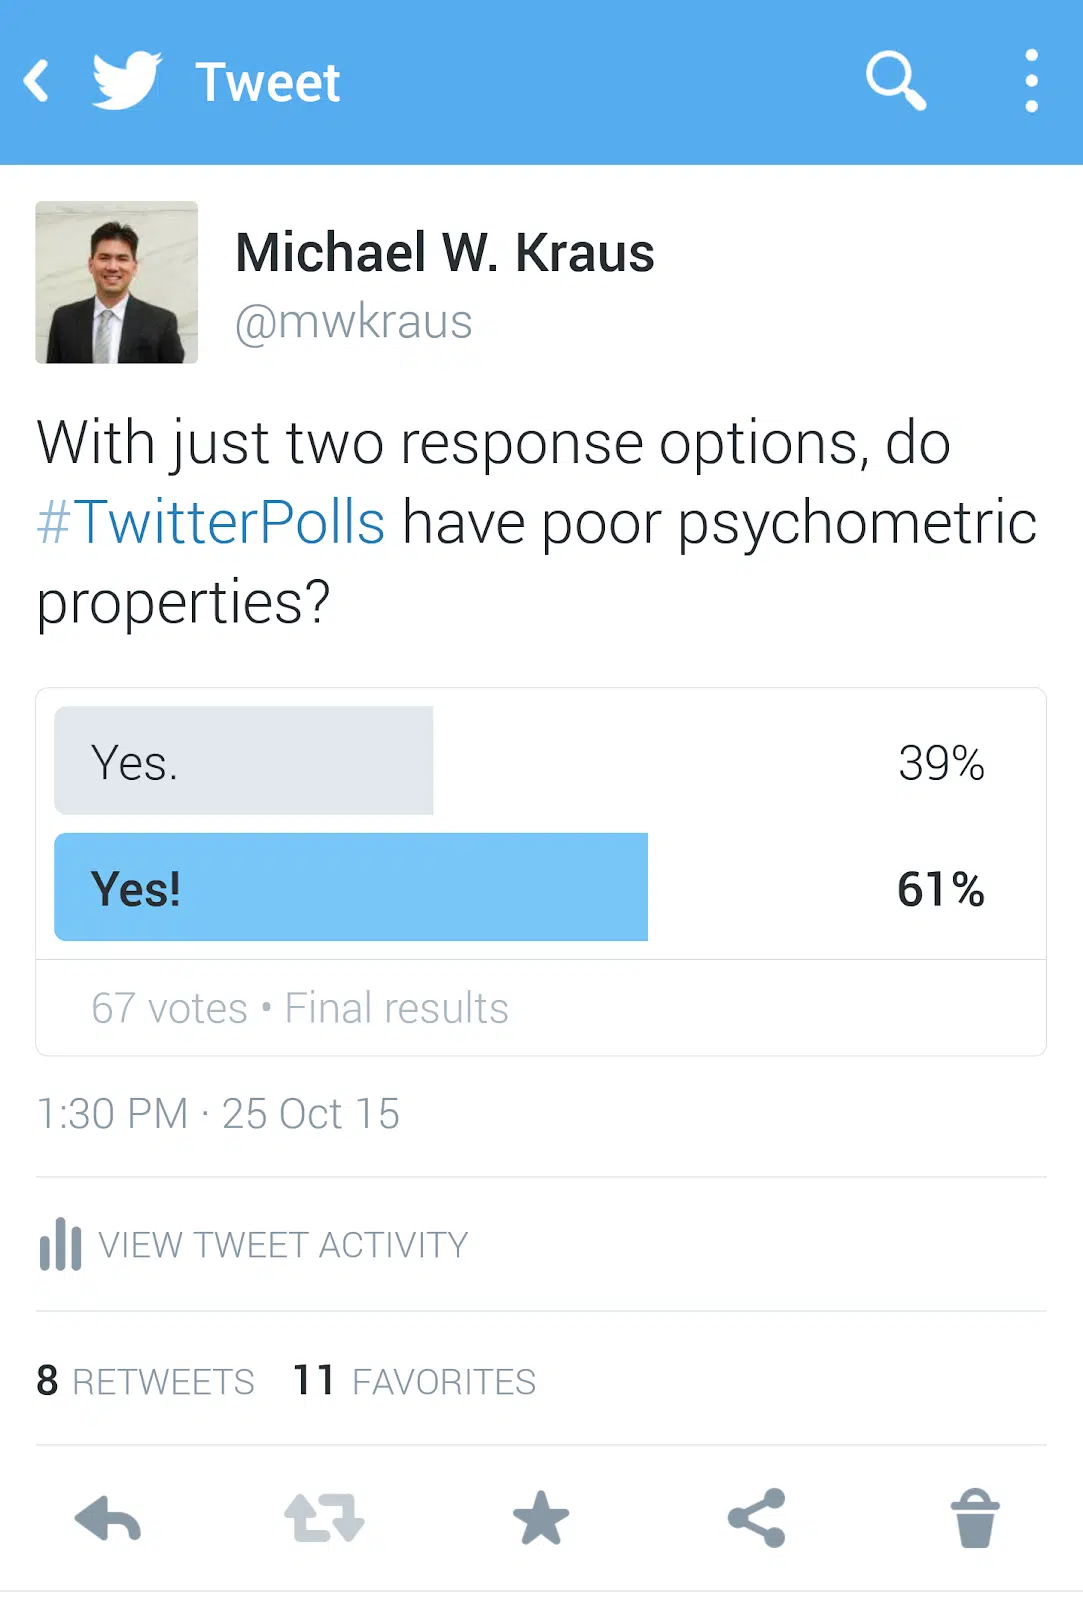 Tweet
Michael W. Kraus
@mwkraus
With just two response options, do
#TwitterPolls have poor psychometric
properties?
Yes. 39%
Yes! 61%
67 votes • Final results
1:30 PM · 25 Oct 15
VIEW TWEET ACTIVITY
8 RETWEETS 11 FAVORITES